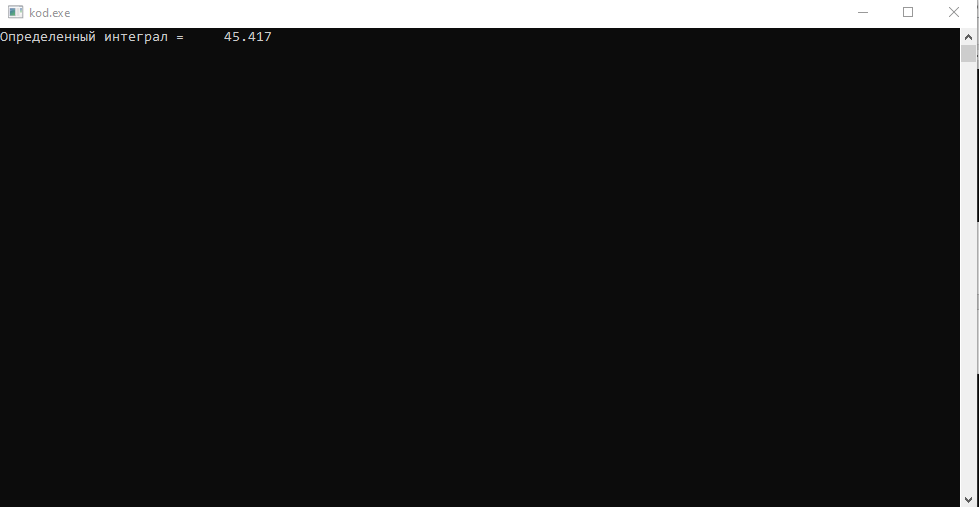 kod.exe
Определенный интеграл =     45.417